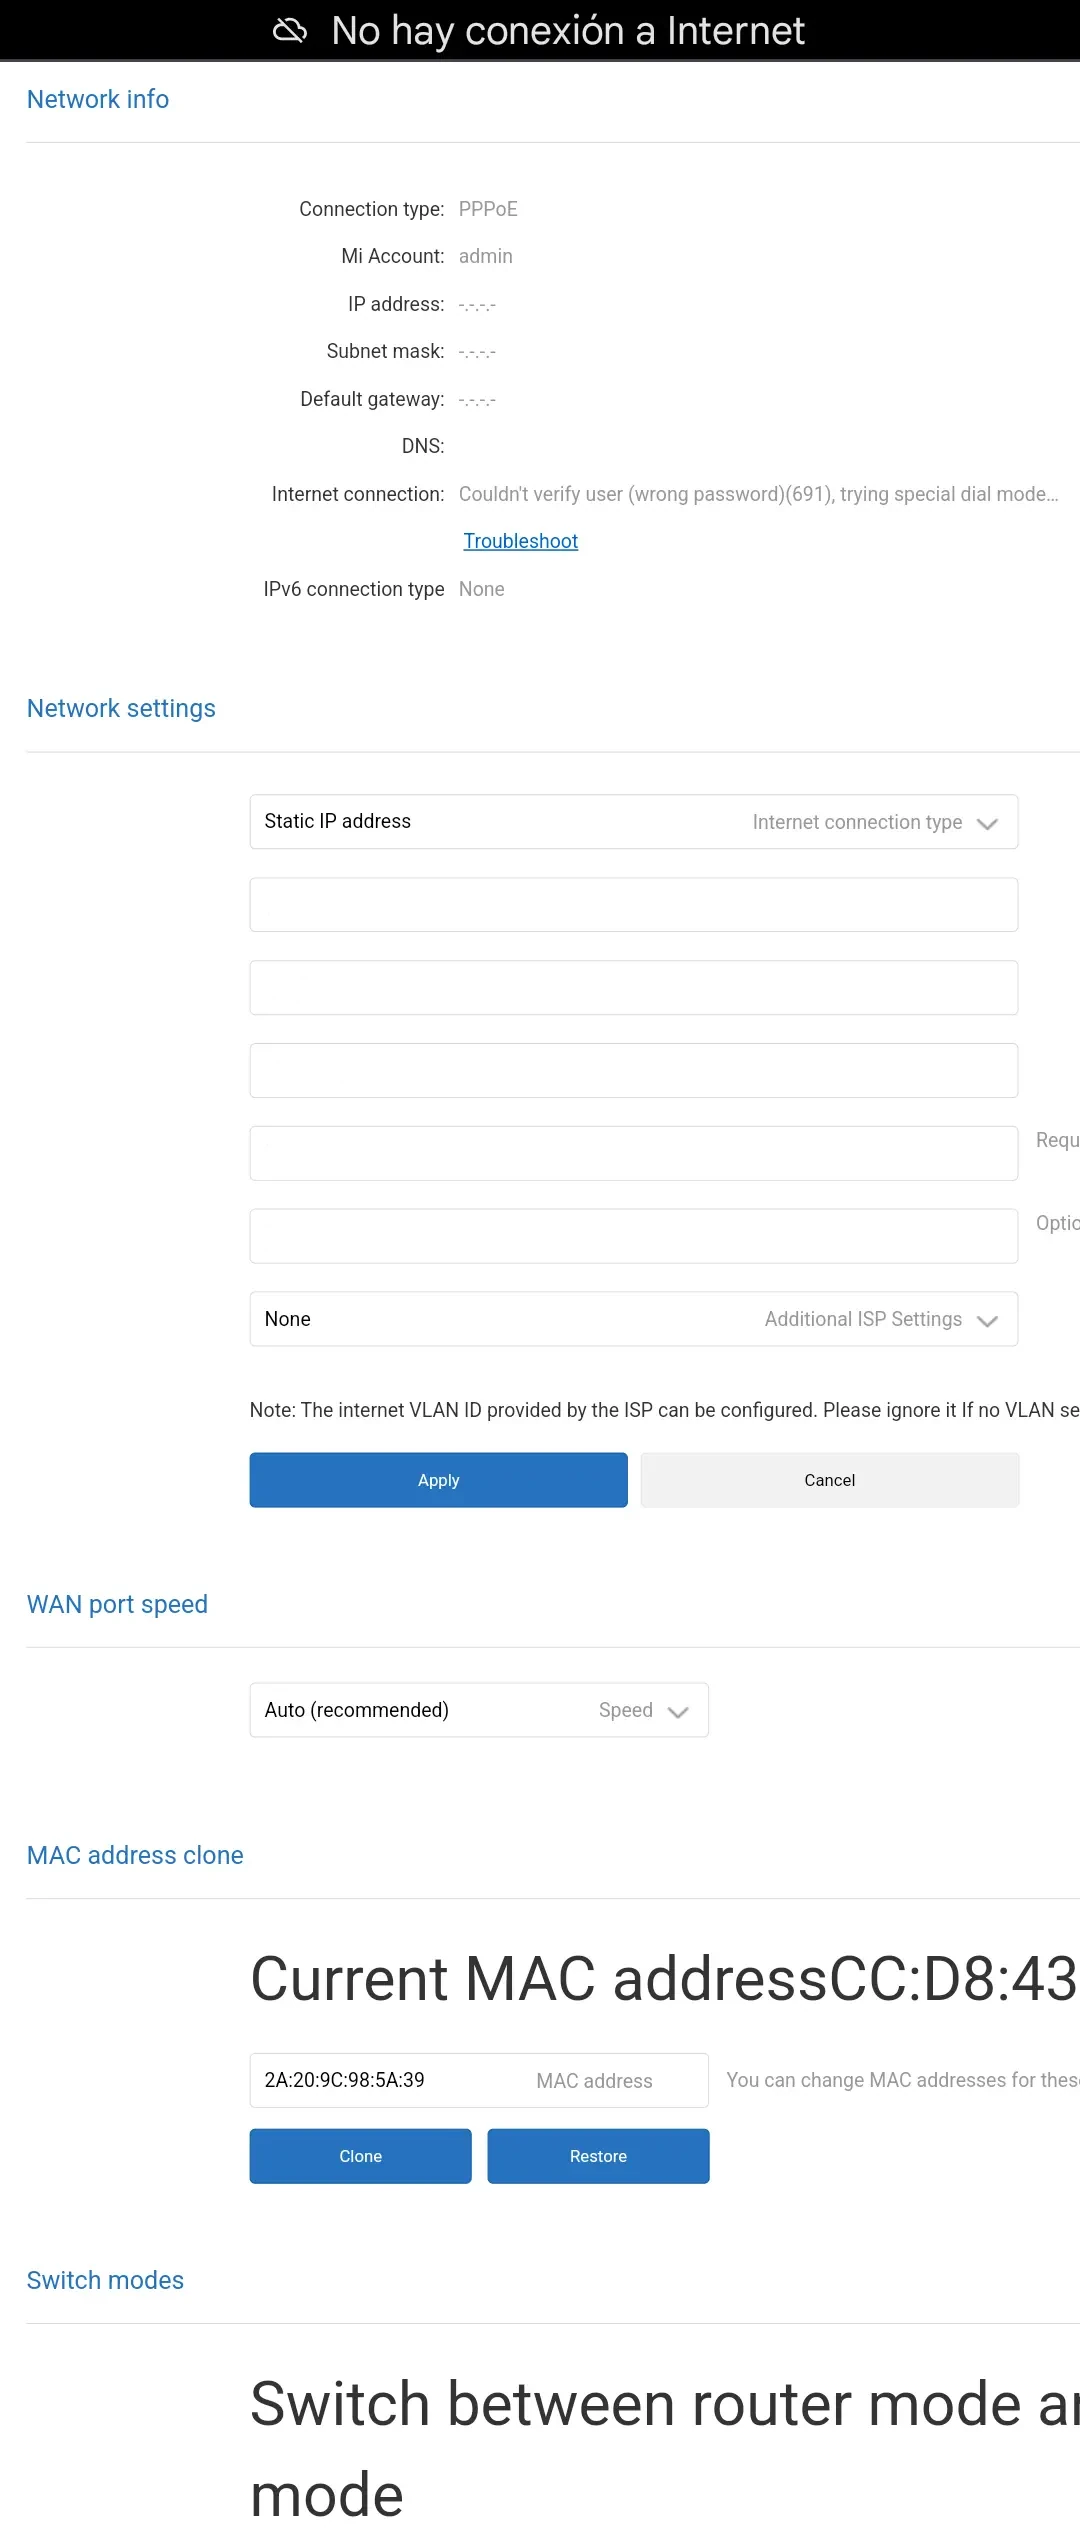 No hay conexión a Internet
Network info
Connection type: PPPoE
Mi Account: admin
IP address: -.-.-.-
Subnet mask: -.-.-.-
Default gateway: -.-.-.-
DNS:
Internet connection: Couldn't verify user (wrong password)(691), trying special dial mode...
Troubleshoot
IPv6 connection type None
Network settings
Static IP address Internet connection type
Requ
Optio
None Additional ISP Settings
Note: The internet VLAN ID provided by the ISP can be configured. Please ignore it If no VLAN se
Apply Cancel
WAN port speed
Auto (recommended) Speed
MAC address clone
Current MAC addressCC:D8:43
2A:20:9C:98:5A:39 MAC address You can change MAC addresses for these
Clone Restore
Switch modes
Switch between router mode ar
mode